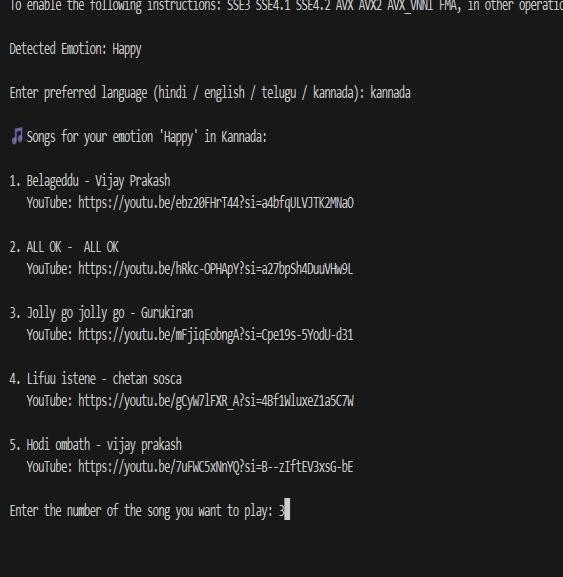 To enable the following instructions: SSE3 SSE4.1 SSE4.2 AVX AVX2 AVX_VNNI FMA, in other operatio
Detected Emotion: Happy
Enter preferred language (hindi / english / telugu / kannada): kannada
🎵 Songs for your emotion 'Happy' in Kannada:
1. Belageddu - Vijay Prakash
YouTube: https://youtu.be/ebz20FHrT44?si=a4bfqULVJTK2MNaO
2. ALL OK -  ALL OK
YouTube: https://youtu.be/hRkc-OPHApY?si=a27bpSh4DuuVHw9L
3. Jolly go jolly go - Gurukiran
YouTube: https://youtu.be/mFjiqEobngA?si=Cpe19s-5YodU-d31
4. Lifuu istene - chetan sosca
YouTube: https://youtu.be/gCyW7lFXR_A?si=4Bf1WluxeZ1a5C7W
5. Hodi ombath - vijay prakash
YouTube: https://youtu.be/7uFWC5xNnYQ?si=B--zIftEV3xsG-bE
Enter the number of the song you want to play: 3